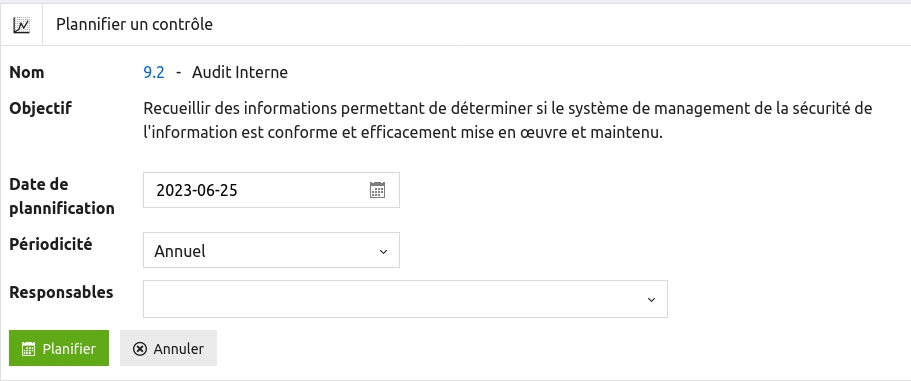 Plannifier un contrôle
Nom 9.2 - Audit Interne
Objectif Recueillir des informations permettant de déterminer si le système de management de la sécurité de
l'information est conforme et efficacement mise en œuvre et maintenu.
Date de
plannification
2023-06-25
Périodicité Annuel
Responsables
Planifier Annuler